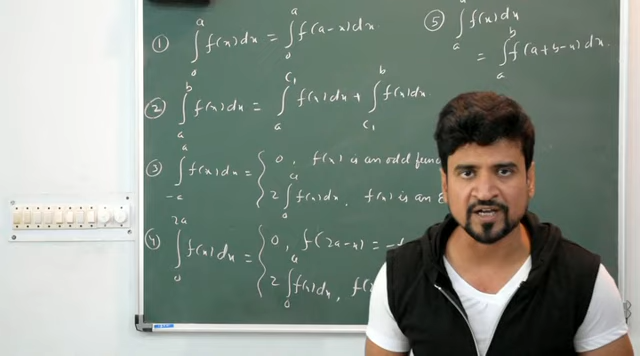 ① ∫₀ᵃ f(x)dx = ∫₀ᵃ f(a-x)dx.
② ∫ₐᵇ f(x)dx = ∫ₐ^C₁ f(x)dx + ∫_C₁ᵇ f(x)dx.
③ ∫₋ₐᵃ f(x)dx = { 0, f(x) is an odd func
2∫₀ᵃ f(x)dx, f(x) is an
④ ∫₀²ᵃ f(x)dx = { 0, f(2a-x) = -
2∫₀ᵃ f(x)dx,
⑤ ∫ₐ f(x)dx
= ∫ₐᵇ f(a+b-x)dx.